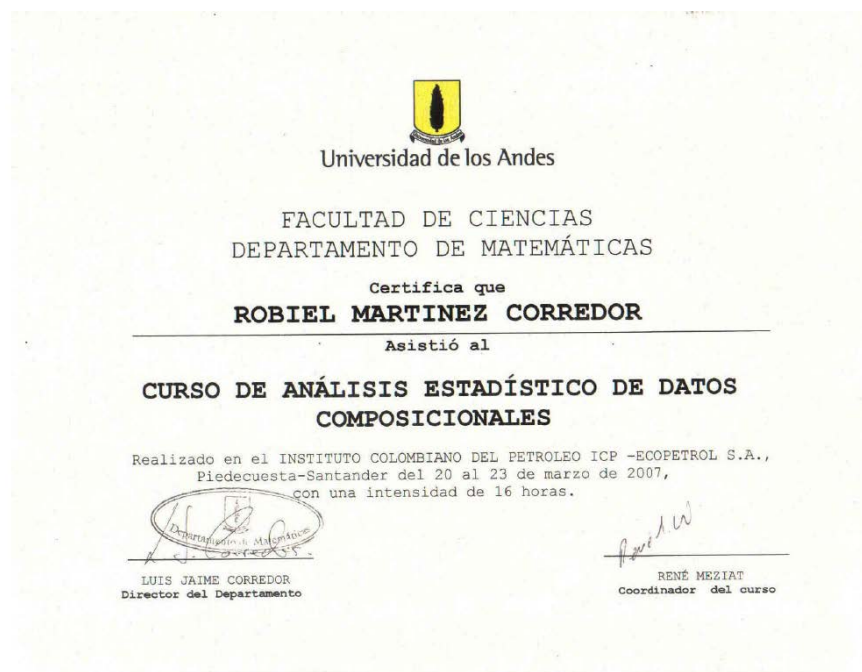 Universidad de los Andes
FACULTAD DE CIENCIAS
DEPARTAMENTO DE MATEMÁTICAS
Certifica que
ROBIEL MARTINEZ CORREDOR
Asistió al
CURSO DE ANÁLISIS ESTADÍSTICO DE DATOS
COMPOSICIONALES
Realizado en el INSTITUTO COLOMBIANO DEL PETROLEO ICP -ECOPETROL S.A.,
Piedecuesta-Santander del 20 al 23 de marzo de 2007,
con una intensidad de 16 horas.
Departamento de Matemáticas
LUIS JAIME CORREDOR
Director del Departamento
RENÉ MEZIAT
Coordinador del curso